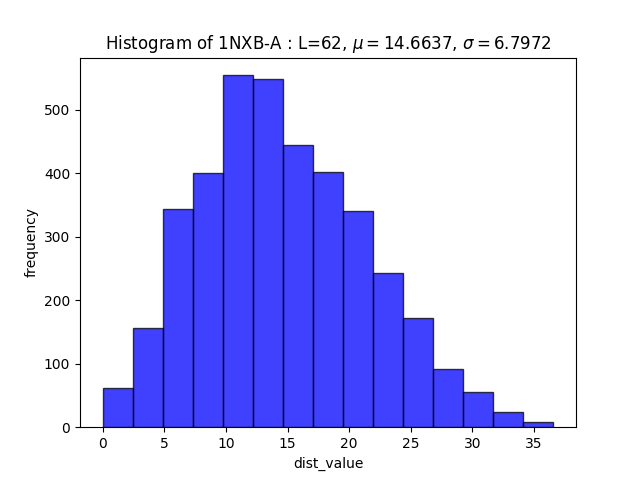 Histogram of 1NXB-A : L=62, μ = 14.6637, σ = 6.7972
500
400
300
200
100
0
frequency
0 5 10 15 20 25 30 35
dist_value